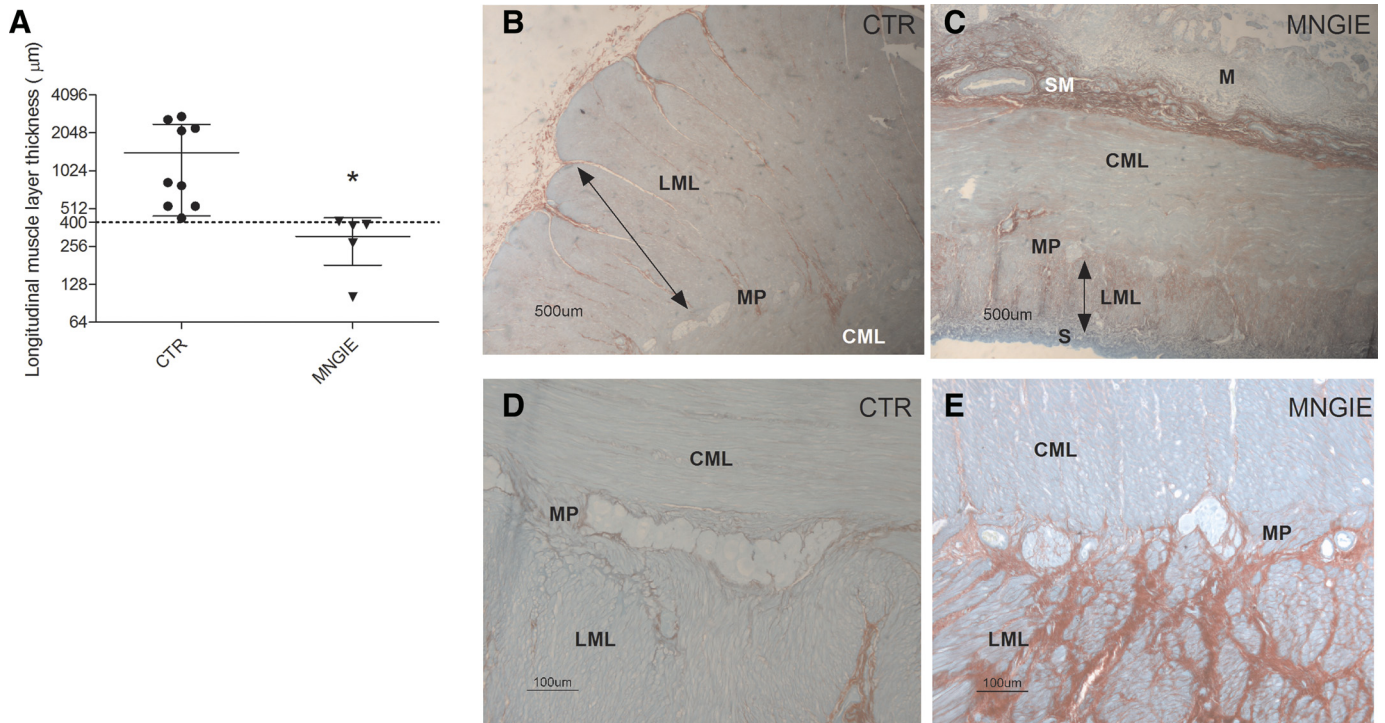 A
Longitudinal muscle layer thickness ( μm)
4096
2048
1024
512
400
256
128
64
*
CTR
MNGIE
B
CTR
LML
MP
500um
CML
C
MNGIE
M
SM
CML
MP
LML
500um
S
D
CTR
CML
MP
LML
100um
E
MNGIE
CML
MP
LML
100um